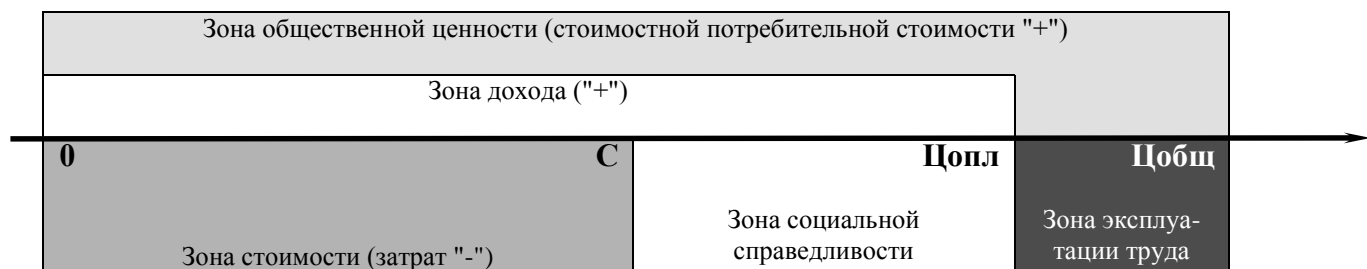 Зона общественной ценности (стоимостной потребительной стоимости "+")
Зона дохода ("+")
0 С Цопл Цобщ
Зона социальной справедливости
Зона эксплуа-
тации труда
Зона стоимости (затрат "-")